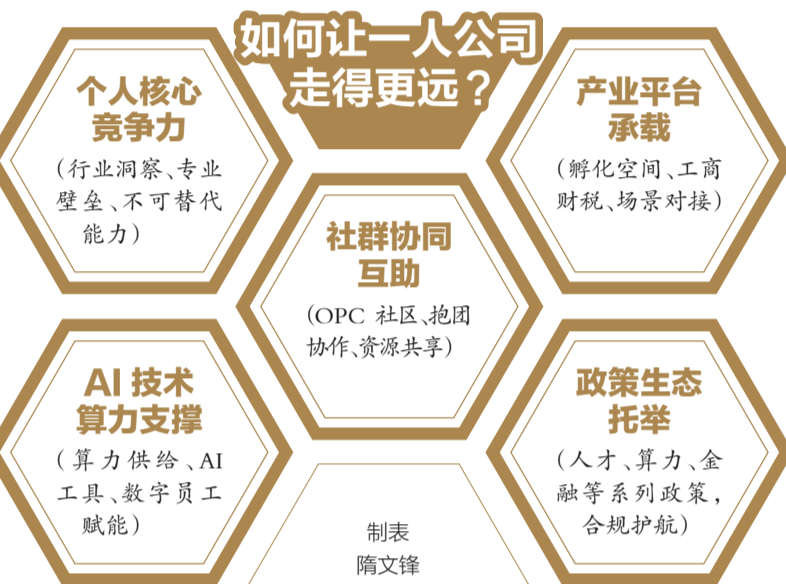 如何让一人公司
走得更远？
个人核心
竞争力
（行业洞察、专业
壁垒、不可替代
能力）
产业平台
承载
（孵化空间、工商
财税、场景对接）
社群协同
互助
（OPC 社区、抱团
协作、资源共享）
AI 技术
算力支撑
（算力供给、AI
工具、数字员工
赋能）
政策生态
托举
（人才、算力、金
融等系列政策，
合规护航）
制表
隋文锋